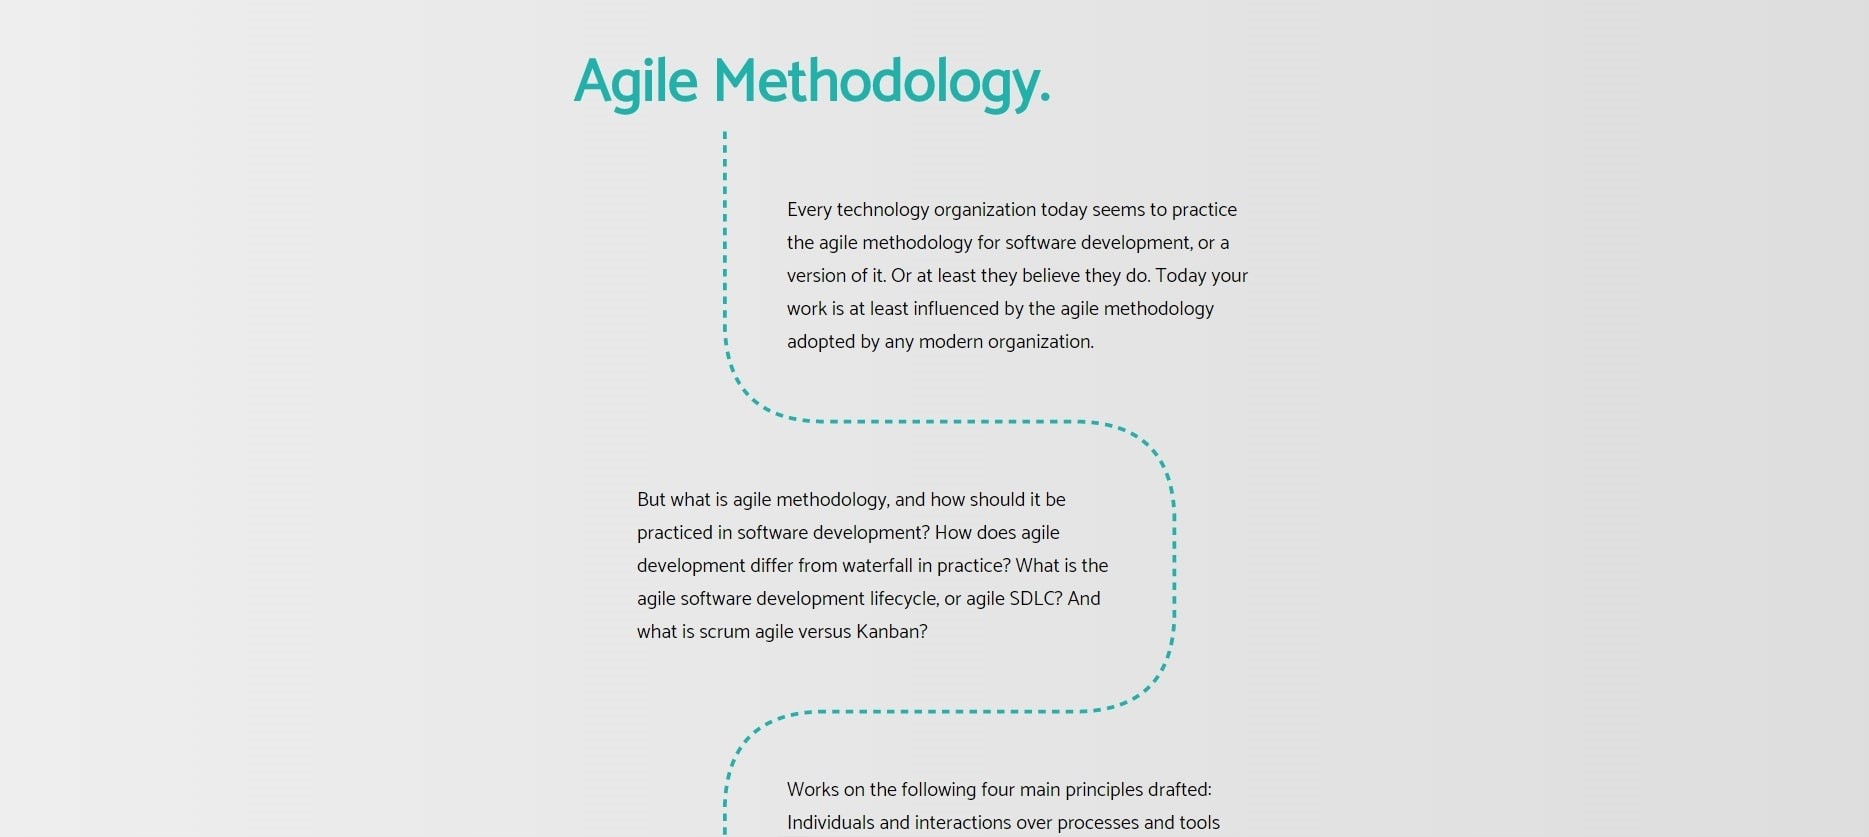 Agile Methodology.
Every technology organization today seems to practice
the agile methodology for software development, or a
version of it. Or at least they believe they do. Today your
work is at least influenced by the agile methodology
adopted by any modern organization.
But what is agile methodology, and how should it be
practiced in software development? How does agile
development differ from waterfall in practice? What is the
agile software development lifecycle, or agile SDLC? And
what is scrum agile versus Kanban?
Works on the following four main principles drafted:
Individuals and interactions over processes and tools